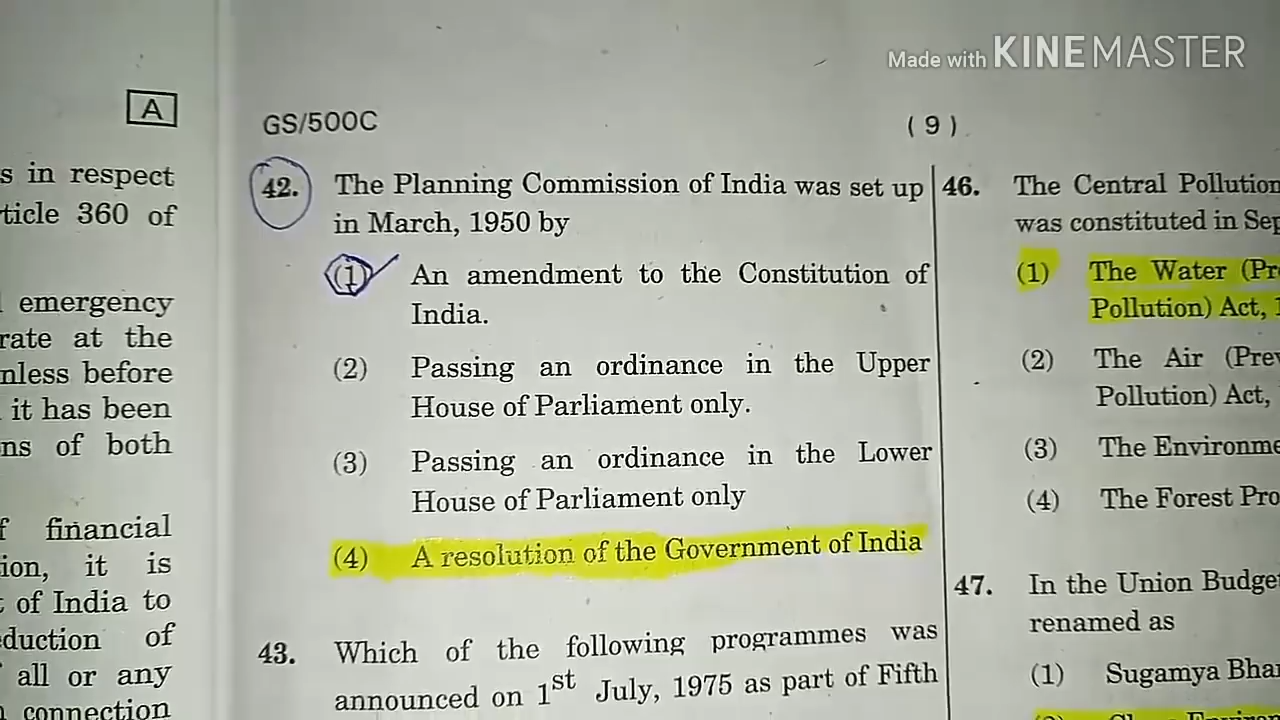 Made with KINEMASTER
A
GS/500C
( 9 )
s in respect
ticle 360 of
emergency
rate at the
nless before
it has been
ns of both
f financial
ion, it is
of India to
duction of
all or any
connection
42. The Planning Commission of India was set up
in March, 1950 by
(1) An amendment to the Constitution of
India.
(2) Passing an ordinance in the Upper
House of Parliament only.
(3) Passing an ordinance in the Lower
House of Parliament only
(4) A resolution of the Government of India
43. Which of the following programmes was
announced on 1st July, 1975 as part of Fifth
46. The Central Pollution
was constituted in Sep
(1) The Water (Pre
Pollution) Act, 1
(2) The Air (Prev
Pollution) Act,
(3) The Environme
(4) The Forest Pro
47. In the Union Budge
renamed as
(1) Sugamya Bha